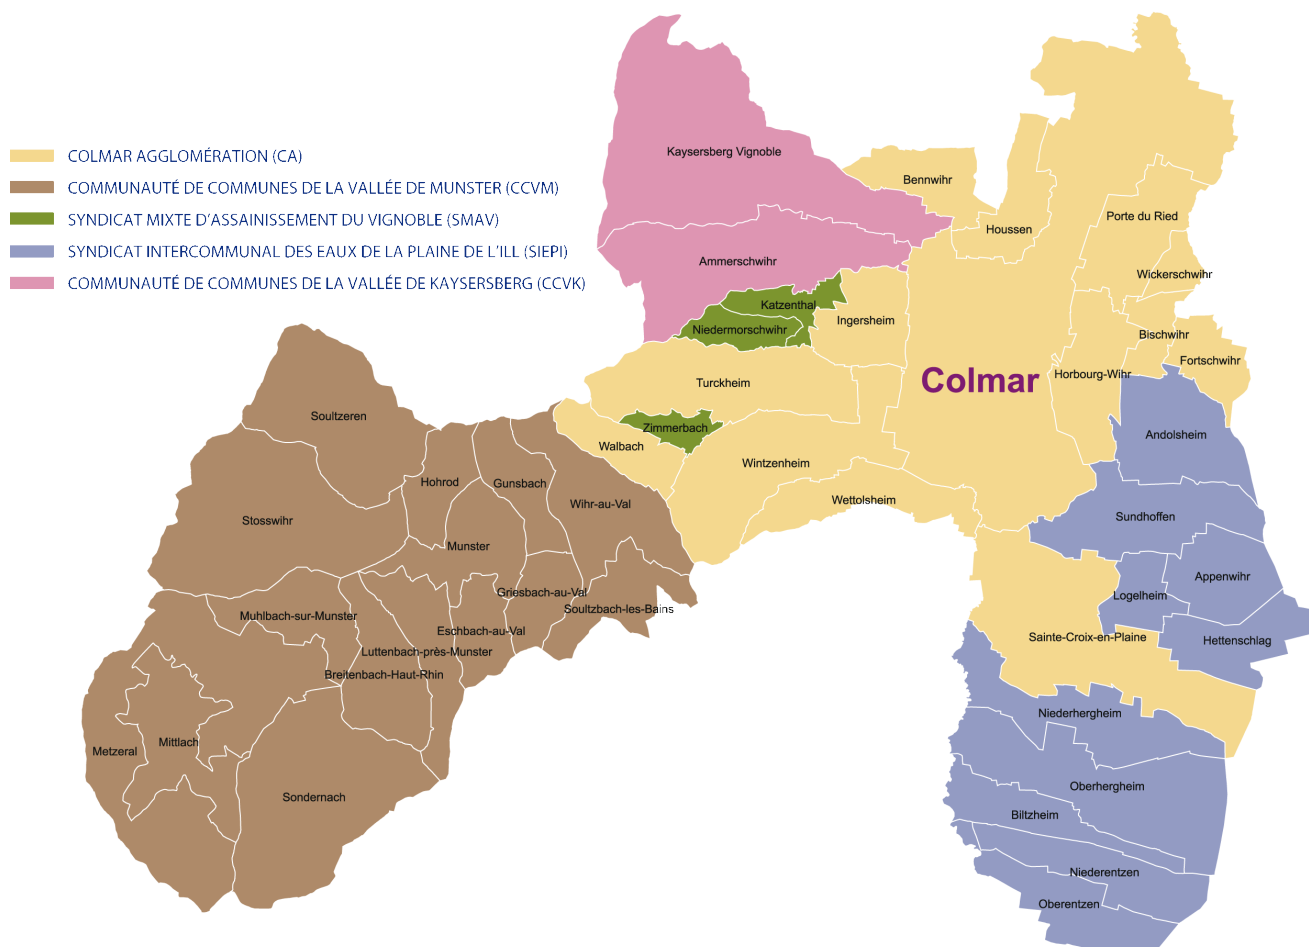 COLMAR AGGLOMÉRATION (CA)
COMMUNAUTÉ DE COMMUNES DE LA VALLÉE DE MUNSTER (CCVM)
SYNDICAT MIXTE D'ASSAINISSEMENT DU VIGNOBLE (SMAV)
SYNDICAT INTERCOMMUNAL DES EAUX DE LA PLAINE DE L'ILL (SIEPI)
COMMUNAUTÉ DE COMMUNES DE LA VALLÉE DE KAYSERSBERG (CCVK)
Kaysersberg Vignoble
Bennwihr
Houssen
Porte du Ried
Ammerschwihr
Wickerschwihr
Katzenthal
Niedermorschwihr
Ingersheim
Bischwihr
Fortschwihr
Colmar
Horbourg-Wihr
Turckheim
Soultzeren
Zimmerbach
Walbach
Andolsheim
Wintzenheim
Hohrod
Gunsbach
Wihr-au-Val
Wettolsheim
Stosswihr
Sundhoffen
Munster
Appenwihr
Griesbach-au-Val
Logelheim
Soultzbach-les-Bains
Muhlbach-sur-Munster
Eschbach-au-Val
Sainte-Croix-en-Plaine
Hettenschlag
Luttenbach-près-Munster
Breitenbach-Haut-Rhin
Niederhergheim
Mittlach
Metzeral
Oberhergheim
Sondernach
Biltzheim
Niederentzen
Oberentzen